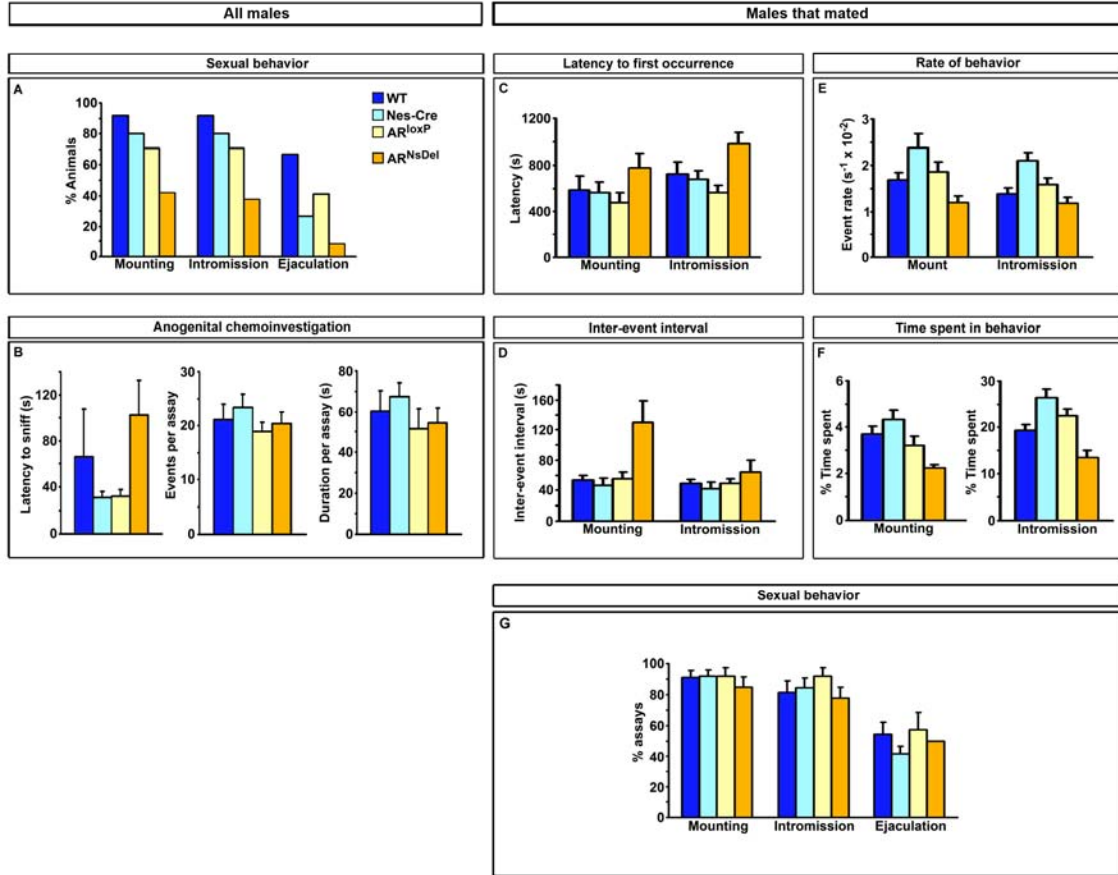 All males
Males that mated
Sexual behavior
Latency to first occurrence
Rate of behavior
A
% Animals
100
80
60
40
20
0
Mounting
Intromission
Ejaculation
WT
Nes-Cre
AR^loxP
AR^NsDel
C
Latency (s)
1200
800
400
0
Mounting
Intromission
E
Event rate (s⁻¹ x 10⁻²)
3
2
1
0
Mount
Intromission
Anogenital chemoinvestigation
Inter-event interval
Time spent in behavior
B
Latency to sniff (s)
120
80
40
0
Events per assay
30
20
10
0
Duration per assay (s)
80
60
40
20
0
D
Inter-event interval (s)
160
120
80
40
0
Mounting
Intromission
F
% Time spent
6
4
2
0
Mounting
% Time spent
30
20
10
0
Intromission
Sexual behavior
G
% assays
100
80
60
40
20
0
Mounting
Intromission
Ejaculation